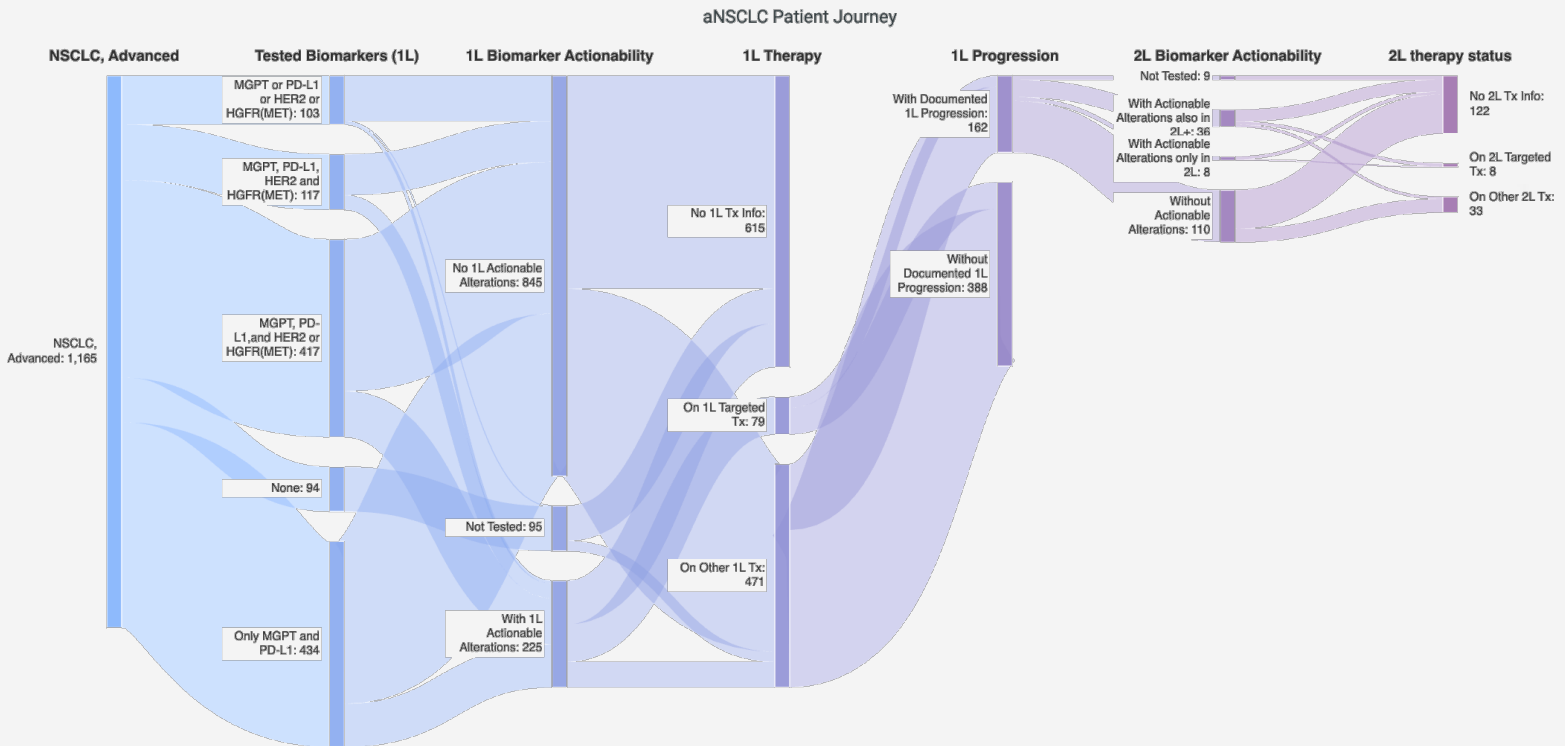 aNSCLC Patient Journey
NSCLC, Advanced
Tested Biomarkers (1L)
1L Biomarker Actionability
1L Therapy
1L Progression
2L Biomarker Actionability
2L therapy status
NSCLC,
Advanced: 1,165
MGPT or PD-L1
or HER2 or
HGFR(MET): 103
MGPT, PD-L1,
HER2 and
HGFR(MET): 117
MGPT, PD-
L1,and HER2 or
HGFR(MET): 417
None: 94
Only MGPT and
PD-L1: 434
No 1L Actionable
Alterations: 845
Not Tested: 95
With 1L
Actionable
Alterations: 225
No 1L Tx Info:
615
On 1L Targeted
Tx: 79
On Other 1L Tx:
471
With Documented
1L Progression:
162
Without
Documented 1L
Progression: 388
Not Tested: 9
With Actionable
Alterations also in
2L+: 36
With Actionable
Alterations only in
2L: 8
Without
Actionable
Alterations: 110
No 2L Tx Info:
122
On 2L Targeted
Tx: 8
On Other 2L Tx:
33